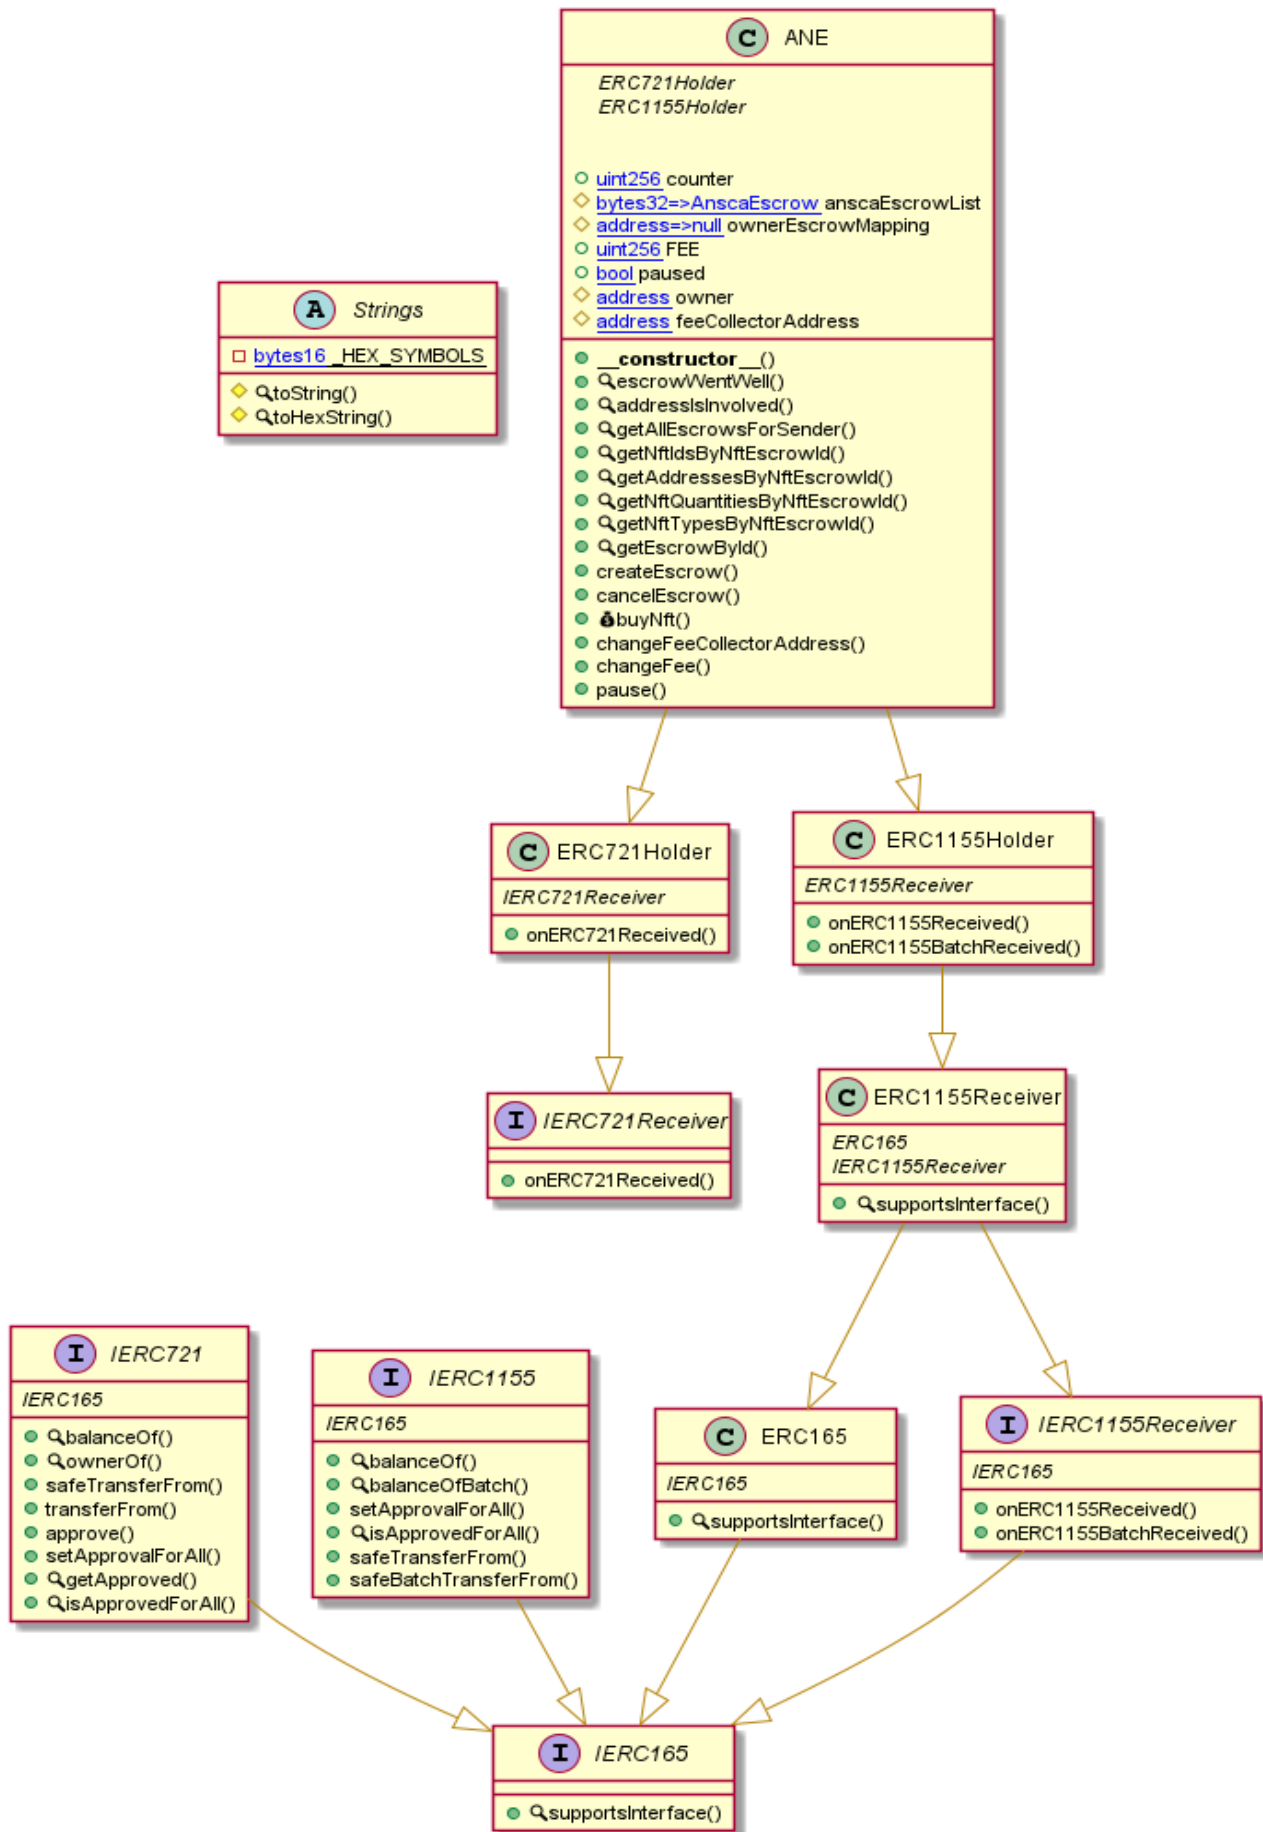 C ANE
ERC721Holder
ERC1155Holder
uint256 counter
bytes32=>AnscaEscrow anscaEscrowList
address=>null ownerEscrowMapping
uint256 FEE
bool paused
address owner
address feeCollectorAddress
__constructor__()
escrowWentWell()
addressIsInvolved()
getAllEscrowsForSender()
getNftIdsByNftEscrowId()
getAddressesByNftEscrowId()
getNftQuantitiesByNftEscrowId()
getNftTypesByNftEscrowId()
getEscrowById()
createEscrow()
cancelEscrow()
buyNft()
changeFeeCollectorAddress()
changeFee()
pause()
A Strings
bytes16 _HEX_SYMBOLS
toString()
toHexString()
C ERC721Holder
IERC721Receiver
onERC721Received()
C ERC1155Holder
ERC1155Receiver
onERC1155Received()
onERC1155BatchReceived()
I IERC721Receiver
onERC721Received()
C ERC1155Receiver
ERC165
IERC1155Receiver
supportsInterface()
I IERC721
IERC165
balanceOf()
ownerOf()
safeTransferFrom()
transferFrom()
approve()
setApprovalForAll()
getApproved()
isApprovedForAll()
I IERC1155
IERC165
balanceOf()
balanceOfBatch()
setApprovalForAll()
isApprovedForAll()
safeTransferFrom()
safeBatchTransferFrom()
C ERC165
IERC165
supportsInterface()
I IERC1155Receiver
IERC165
onERC1155Received()
onERC1155BatchReceived()
I IERC165
supportsInterface()